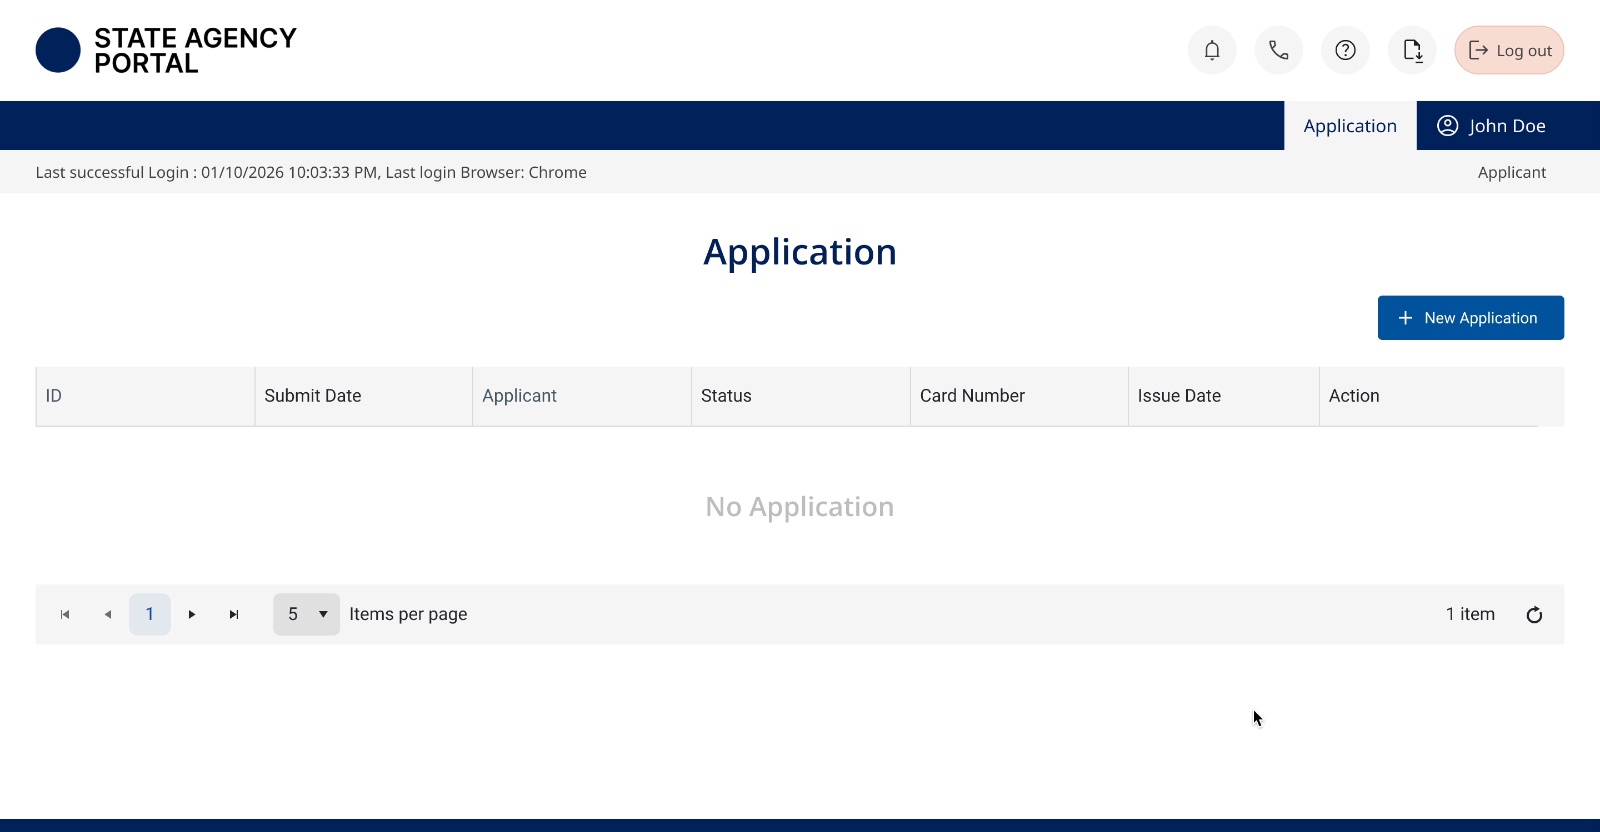 STATE AGENCY
PORTAL
Log out
Application
John Doe
Last successful Login : 01/10/2026 10:03:33 PM, Last login Browser: Chrome
Applicant
Application
New Application
ID
Submit Date
Applicant
Status
Card Number
Issue Date
Action
No Application
1
5
Items per page
1 item